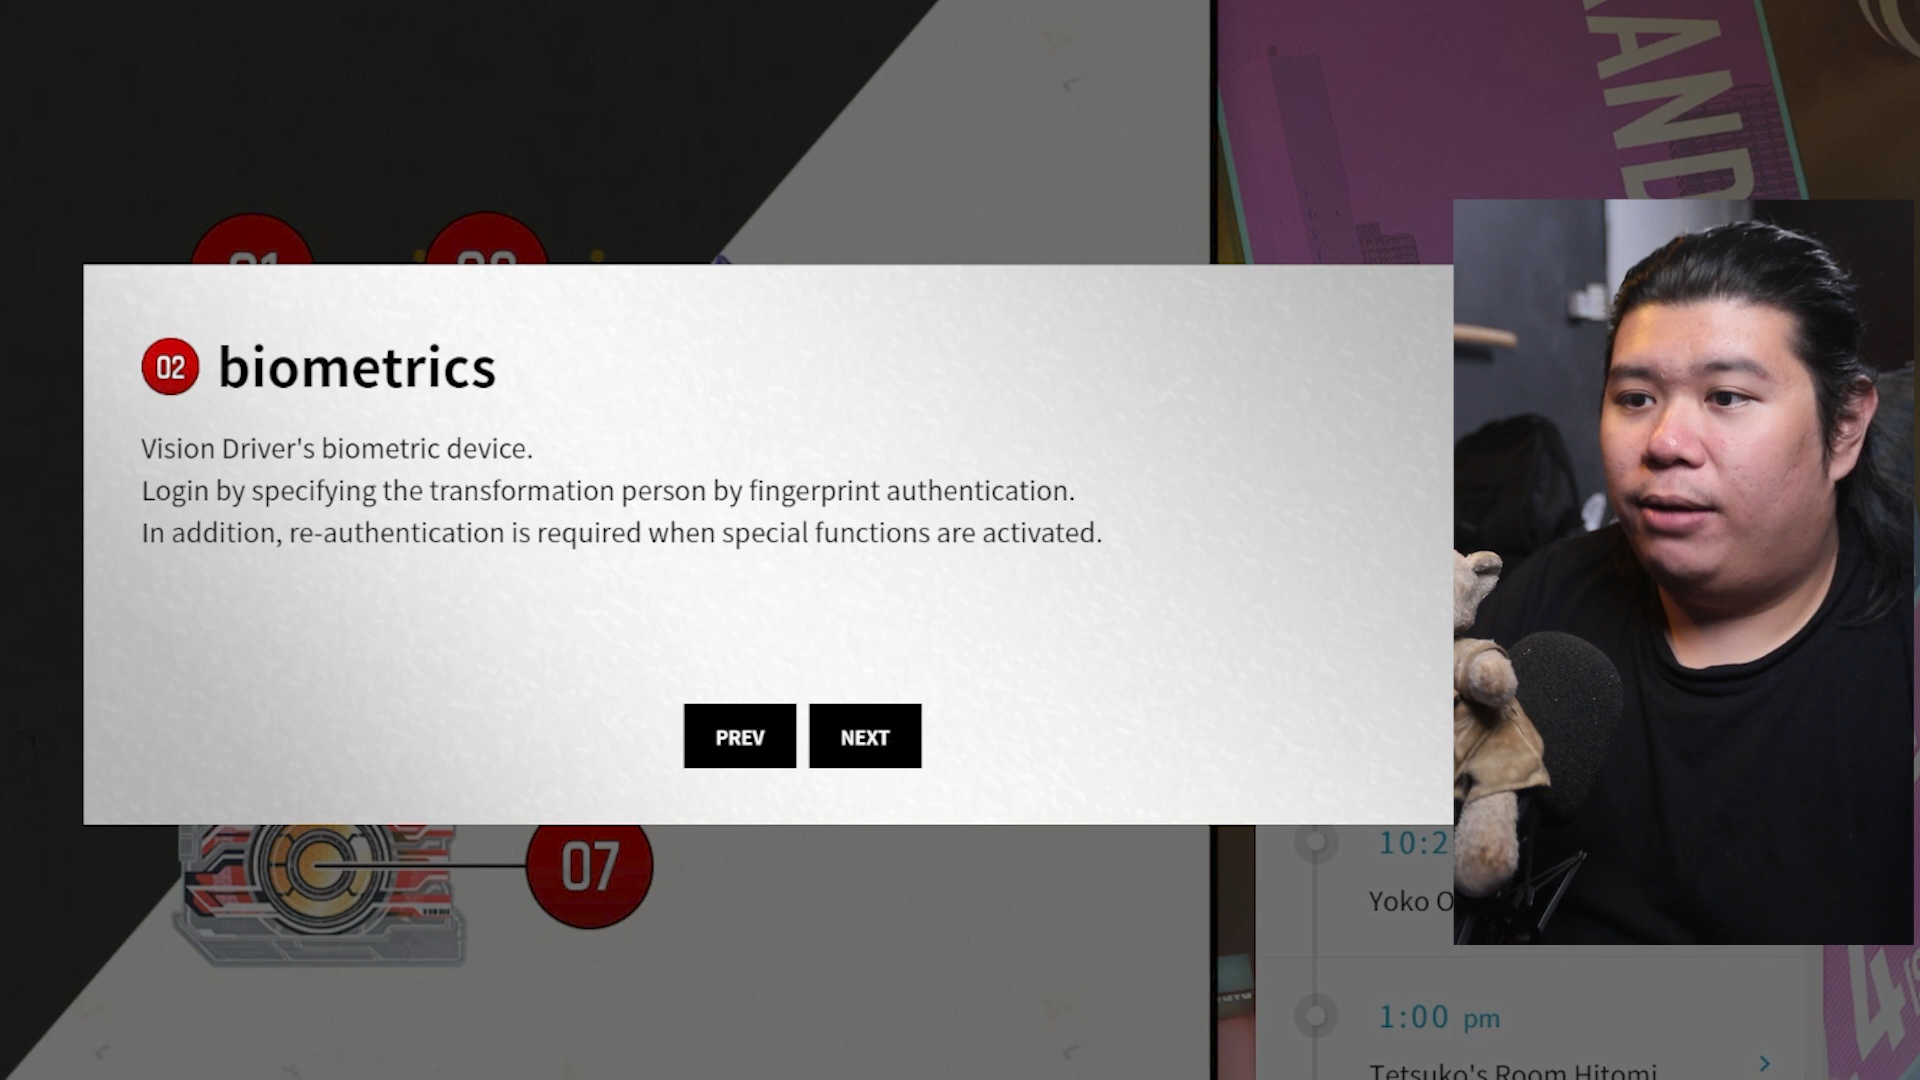 AND
02 biometrics
Vision Driver's biometric device.
Login by specifying the transformation person by fingerprint authentication.
In addition, re-authentication is required when special functions are activated.
PREV NEXT
07
10:2
Yoko O
1:00 pm
Tetsuko's Room Hitomi
4